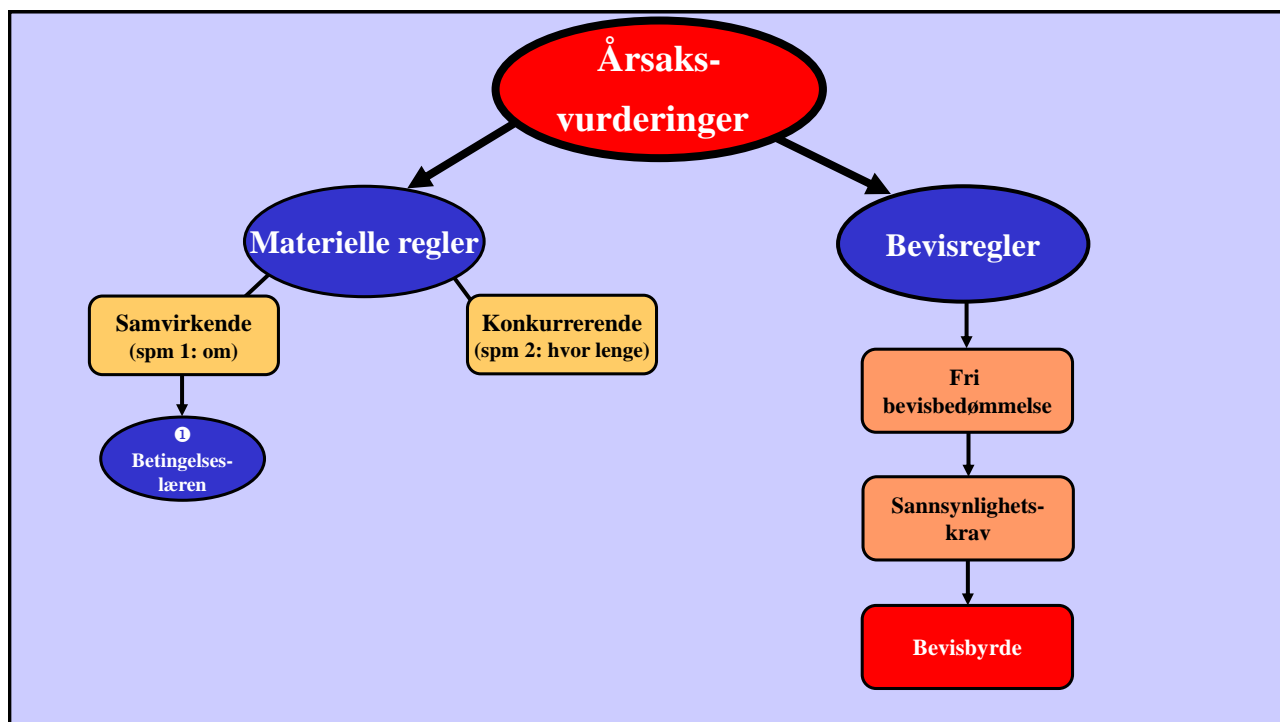 Årsaks-
vurderinger
Materielle regler
Bevisregler
Samvirkende
(spm 1: om)
Konkurrerende
(spm 2: hvor lenge)
Fri
bevisbedømmelse
❶
Betingelses-
læren
Sannsynlighets-
krav
Bevisbyrde